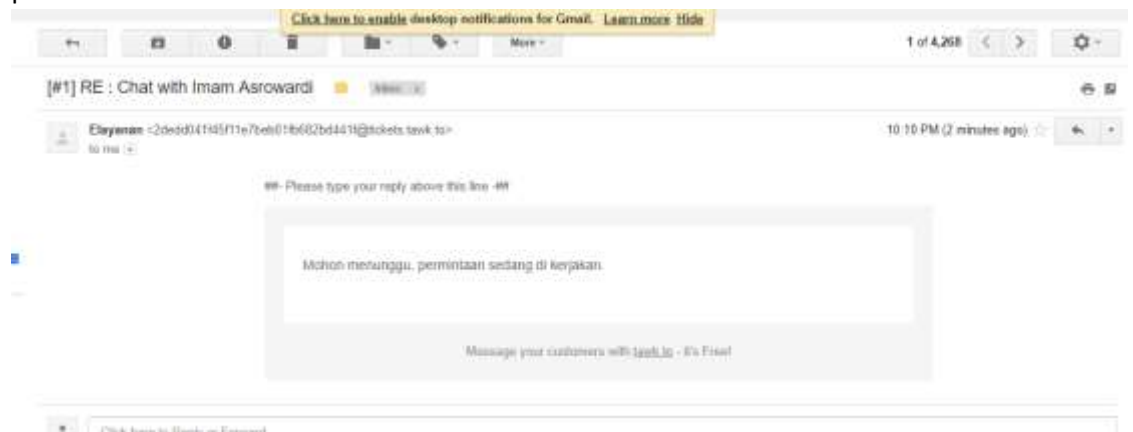 Click here to enable desktop notifications for Gmail. Learn more Hide
More
1 of 4,268
[#1] RE : Chat with Imam Asrowardi Inbox x
Elayanan @tickets.tawk.to>
10:10 PM (2 minutes ago)
to me
##- Please type your reply above this line -##
Mohon menunggu, permintaan sedang di kerjakan.
Message your customers with tawk.to - it's Free!
Click here to Reply or Forward